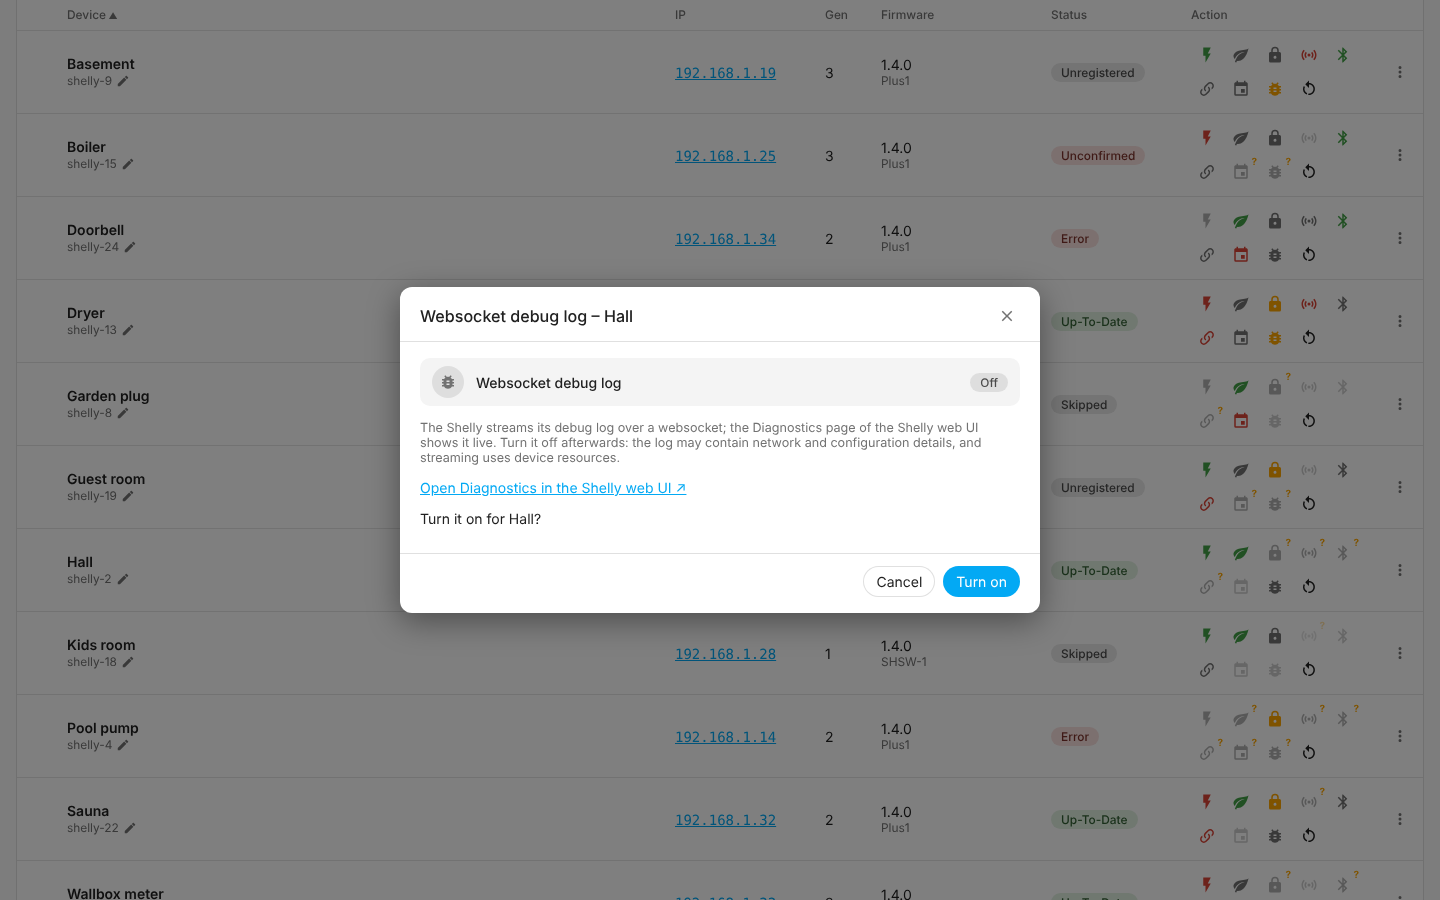 Device ▲ IP Gen Firmware Status Action
Basement
shelly-9
192.168.1.19 3 1.4.0
Plus1
Unregistered
Boiler
shelly-15
192.168.1.25 3 1.4.0
Plus1
Unconfirmed
? ?
Doorbell
shelly-24
192.168.1.34 2 1.4.0
Plus1
Error
Dryer
shelly-13
Up-To-Date
Garden plug
shelly-8
Skipped
? ?
Guest room
shelly-19
Unregistered
? ?
Hall
shelly-2
Up-To-Date
? ? ? ?
Websocket debug log – Hall
Websocket debug log Off
The Shelly streams its debug log over a websocket; the Diagnostics page of the Shelly web UI
shows it live. Turn it off afterwards: the log may contain network and configuration details, and
streaming uses device resources.
Open Diagnostics in the Shelly web UI ↗
Turn it on for Hall?
Cancel Turn on
Kids room
shelly-18
192.168.1.28 1 1.4.0
SHSW-1
Skipped
?
Pool pump
shelly-4
192.168.1.14 2 1.4.0
Plus1
Error
? ? ? ? ? ?
Sauna
shelly-22
192.168.1.32 2 1.4.0
Plus1
Up-To-Date
?
Wallbox meter
1.4.0
? ?